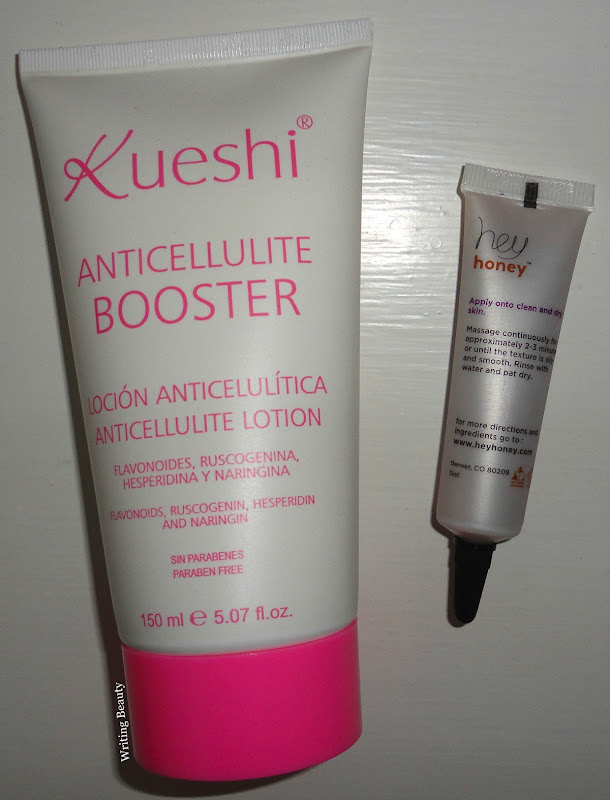 Kueshi®
ANTICELLULITE
BOOSTER
LOCIÓN ANTICELULÍTICA
ANTICELLULITE LOTION
FLAVONOIDES, RUSCOGENINA,
HESPERIDINA Y NARINGINA
FLAVONOIDS, RUSCOGENIN, HESPERIDIN
AND NARINGIN
SIN PARABENES
PARABEN FREE
150 ml ℮ 5.07 fl.oz.
Writing Beauty
hey
honey™
Apply onto clean and dry
skin.
Massage continuously for
approximately 2-3 minutes
or until the texture is oily
and smooth. Rinse with
water and pat dry.
for more directions and
ingredients go to :
www.heyhoney.com
Denver, CO 80209
Dist